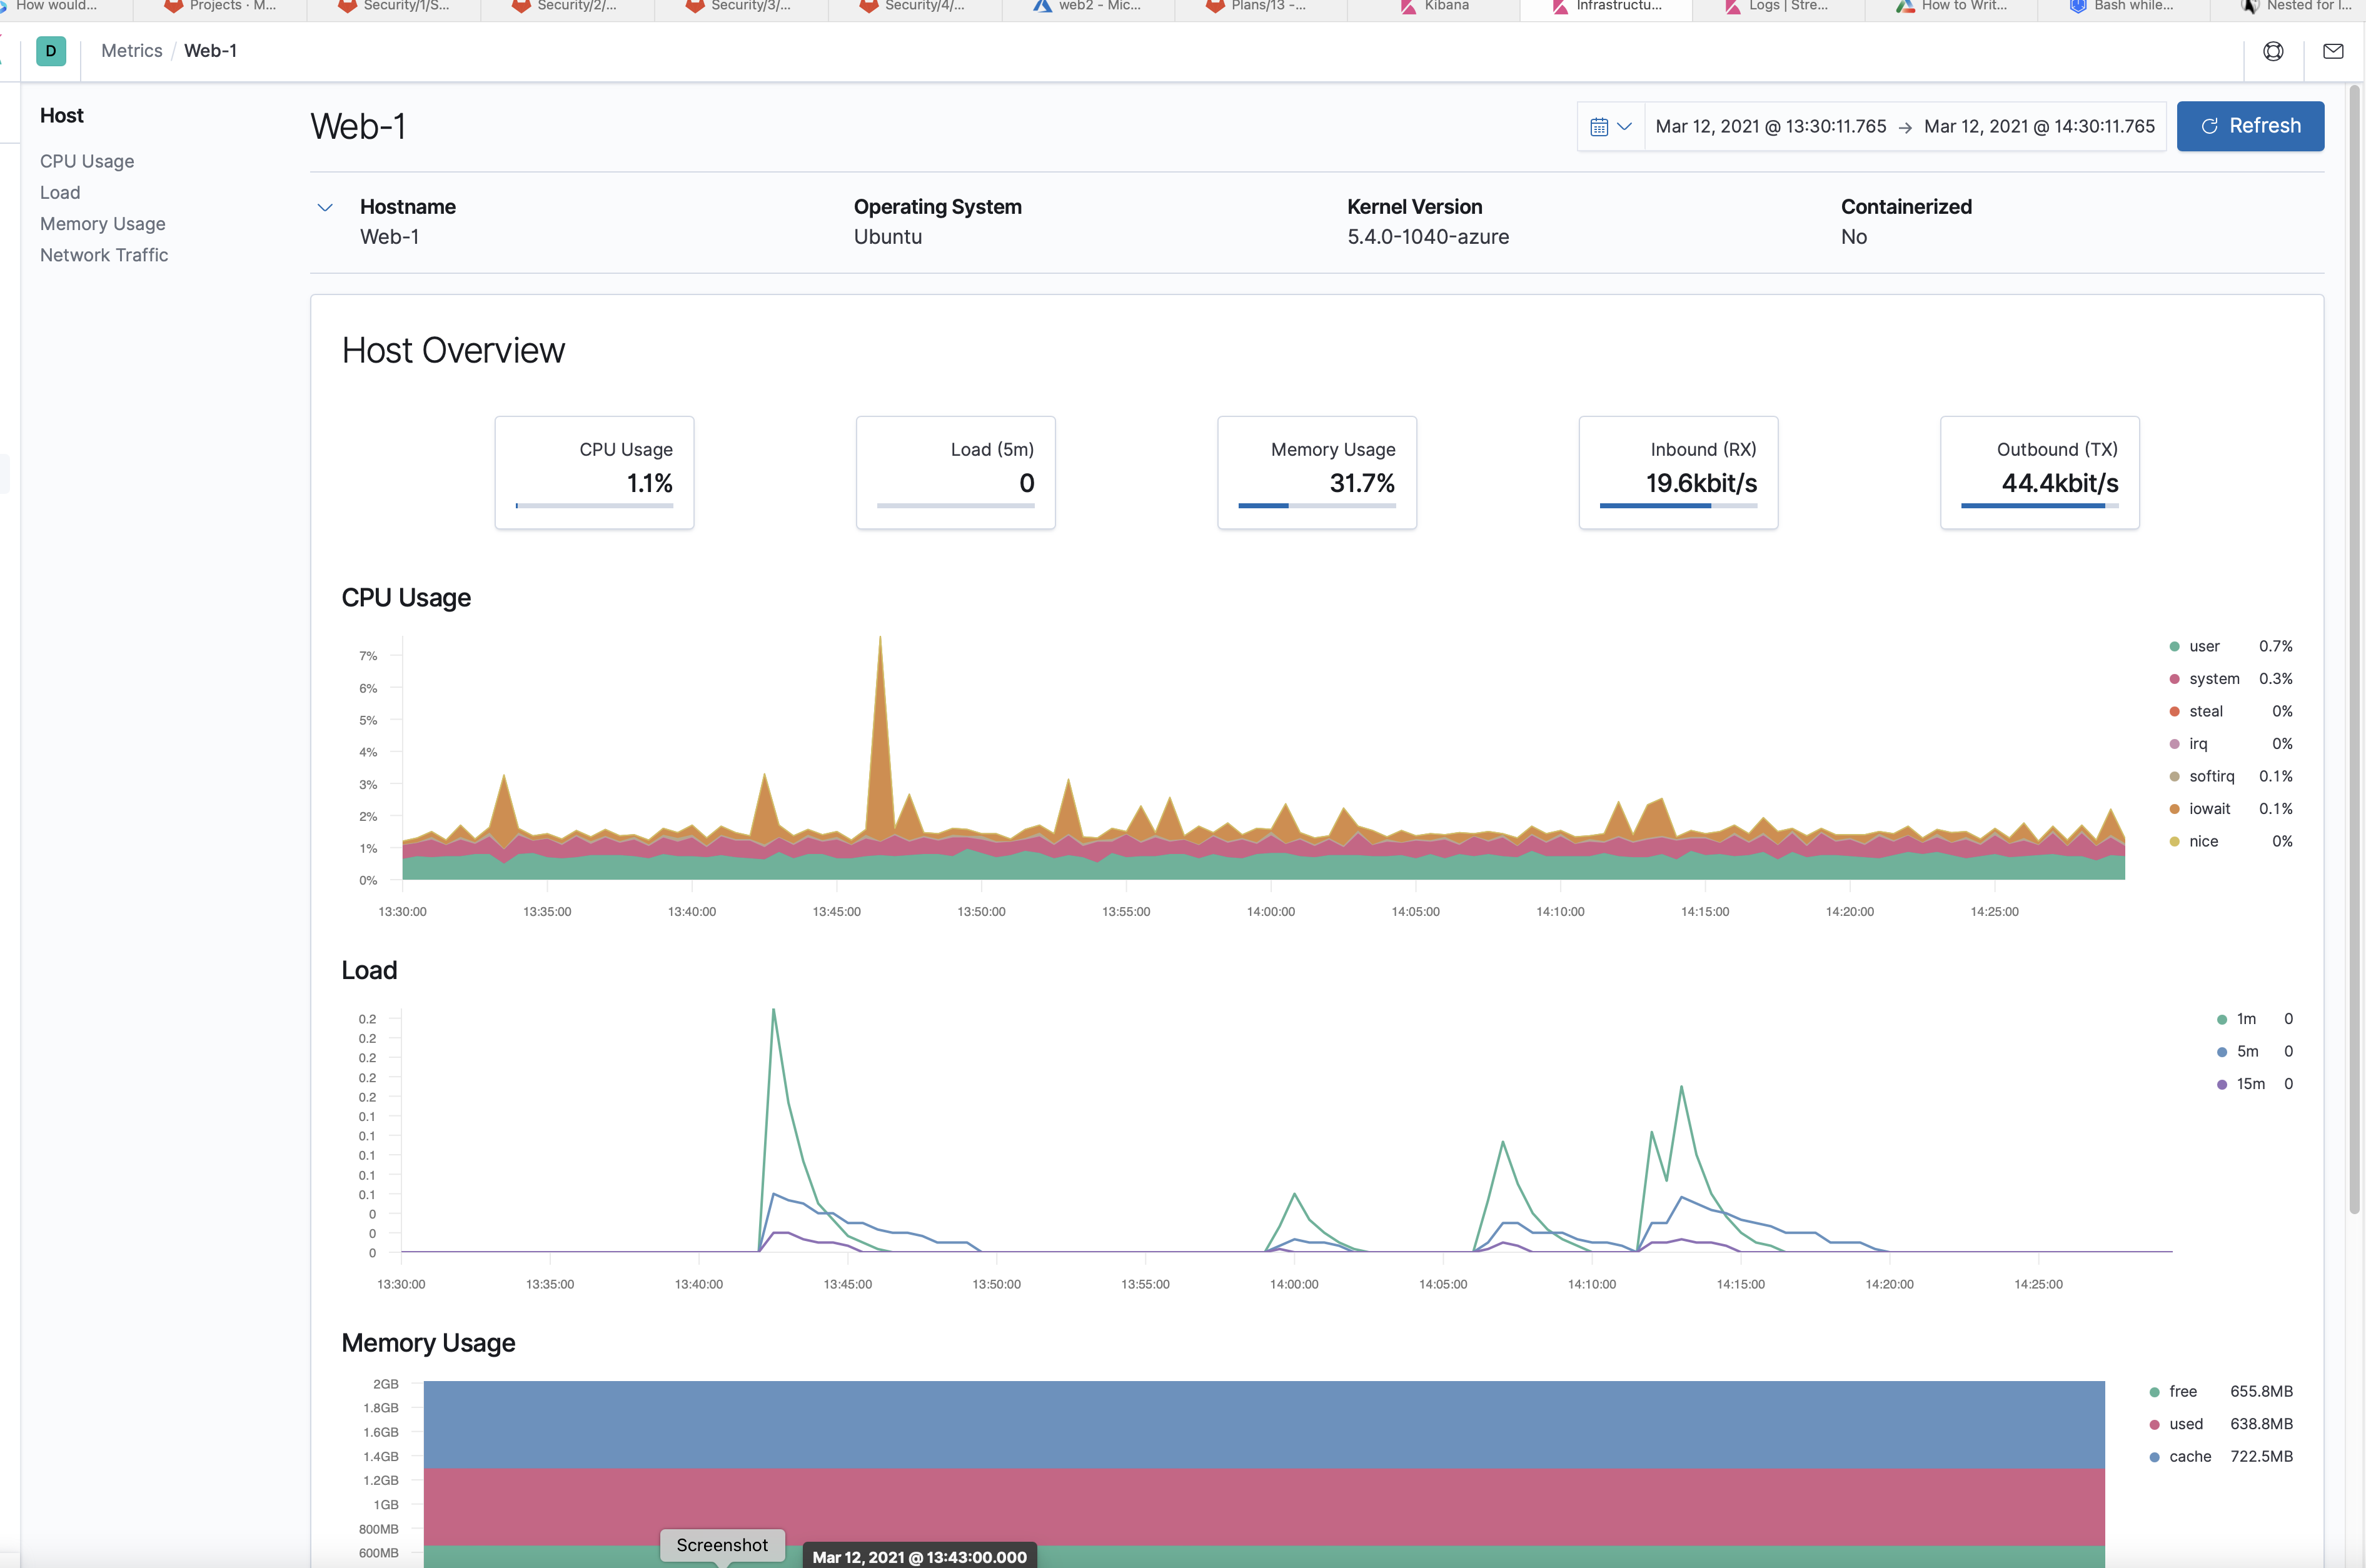 How would...
Projects · M...
Security/1/S...
Security/2/...
Security/3/...
Security/4/...
web2 - Mic...
Plans/13 -...
Kibana
Infrastructu...
Logs | Stre...
How to Writ...
Bash while...
Nested for l...
D
Metrics / Web-1
Host
CPU Usage
Load
Memory Usage
Network Traffic
Web-1
Mar 12, 2021 @ 13:30:11.765 → Mar 12, 2021 @ 14:30:11.765
Refresh
Hostname
Web-1
Operating System
Ubuntu
Kernel Version
5.4.0-1040-azure
Containerized
No
Host Overview
CPU Usage
1.1%
Load (5m)
0
Memory Usage
31.7%
Inbound (RX)
19.6kbit/s
Outbound (TX)
44.4kbit/s
CPU Usage
7%
6%
5%
4%
3%
2%
1%
0%
13:30:00 13:35:00 13:40:00 13:45:00 13:50:00 13:55:00 14:00:00 14:05:00 14:10:00 14:15:00 14:20:00 14:25:00
user 0.7%
system 0.3%
steal 0%
irq 0%
softirq 0.1%
iowait 0.1%
nice 0%
Load
0.2
0.2
0.2
0.2
0.2
0.1
0.1
0.1
0.1
0.1
0
0
0
13:30:00 13:35:00 13:40:00 13:45:00 13:50:00 13:55:00 14:00:00 14:05:00 14:10:00 14:15:00 14:20:00 14:25:00
1m 0
5m 0
15m 0
Memory Usage
2GB
1.8GB
1.6GB
1.4GB
1.2GB
1GB
800MB
600MB
free 655.8MB
used 638.8MB
cache 722.5MB
Screenshot
Mar 12, 2021 @ 13:43:00.000